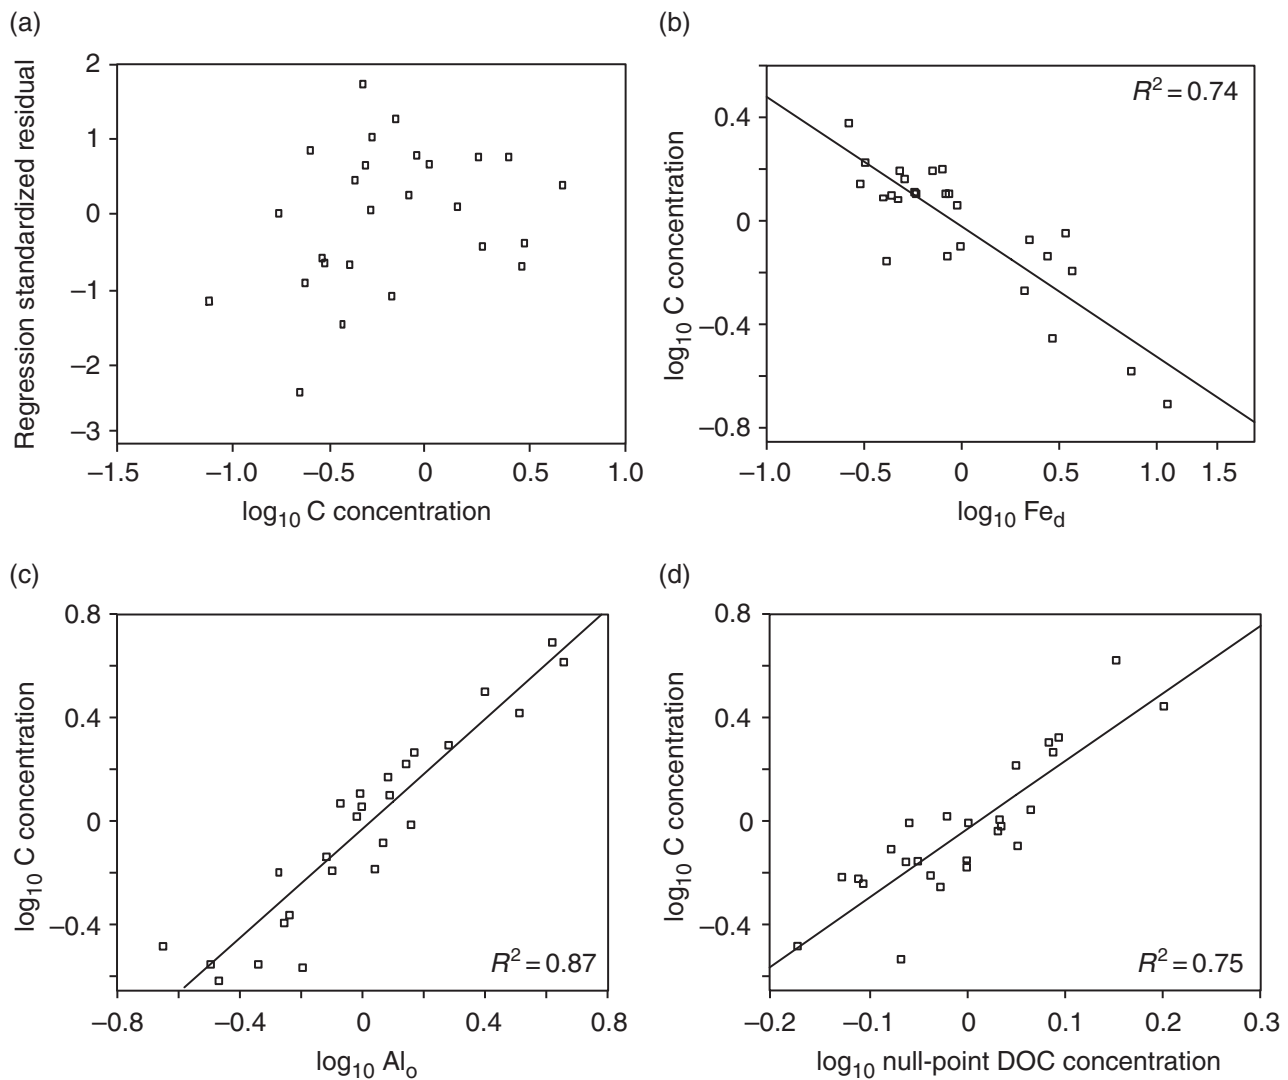 (a)
Regression standardized residual
2
1
0
−1
−2
−3
−1.5 −1.0 −0.5 0 0.5 1.0
log10 C concentration
(b)
R2 = 0.74
log10 C concentration
0.4
0
−0.4
−0.8
−1.0 −0.5 0 0.5 1.0 1.5
log10 Fed
(c)
log10 C concentration
0.8
0.4
0
−0.4
R2 = 0.87
−0.8 −0.4 0 0.4 0.8
log10 Alo
(d)
log10 C concentration
0.8
0.4
0
−0.4
R2 = 0.75
−0.2 −0.1 0 0.1 0.2 0.3
log10 null-point DOC concentration